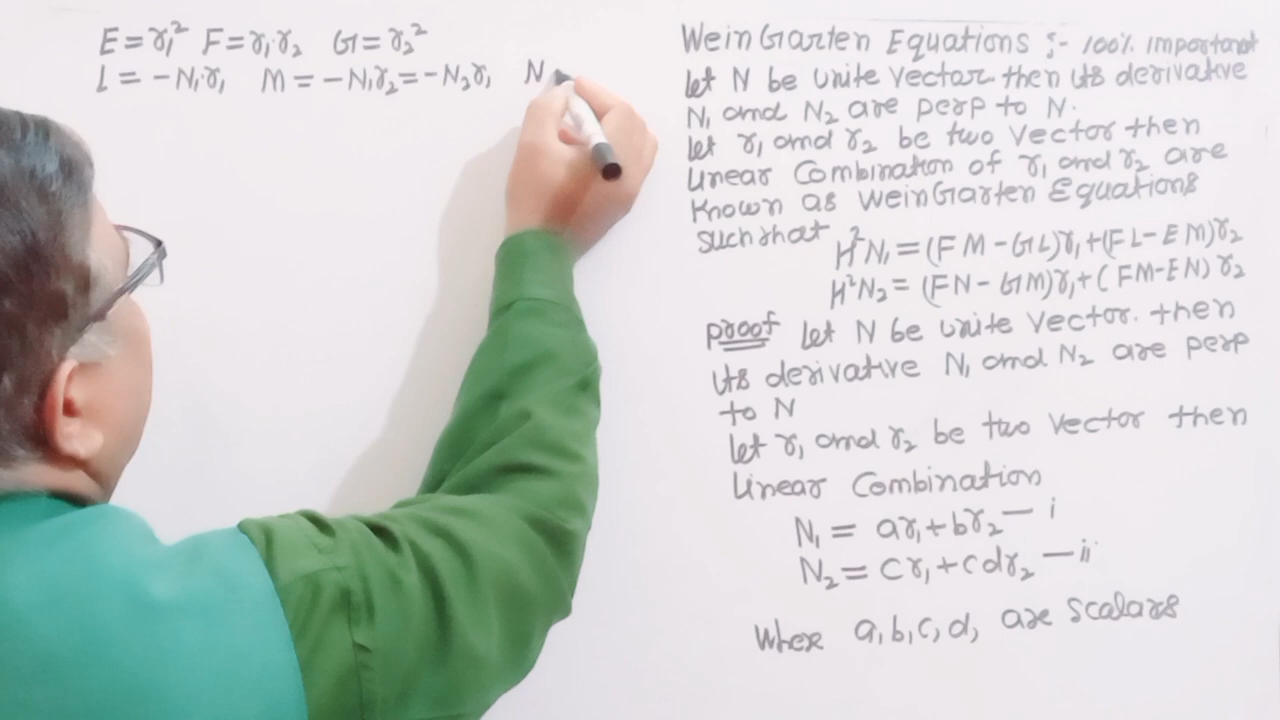 E = r₁² F = r₁·r₂ G = r₂²
L = -N₁r₁ M = -N₁r₂ = -N₂r₁ N
WeinGarten Equations :- 100% Important
let N be unite vector then its derivative
N₁ and N₂ are perp to N.
let r₁ and r₂ be two vector then
linear Combination of r₁ and r₂ are
Known as WeinGarten Equations
such that
H²N₁ = (FM - GL)r₁ + (FL - EM)r₂
H²N₂ = (FN - GM)r₁ + (FM - EN)r₂
proof let N be unite vector. then
its derivative N₁ and N₂ are perp
to N
let r₁ and r₂ be two vector then
linear Combination
N₁ = ar₁ + br₂ — i
N₂ = cr₁ + cdr₂ — ii
Wher a, b, c, d, are scalars